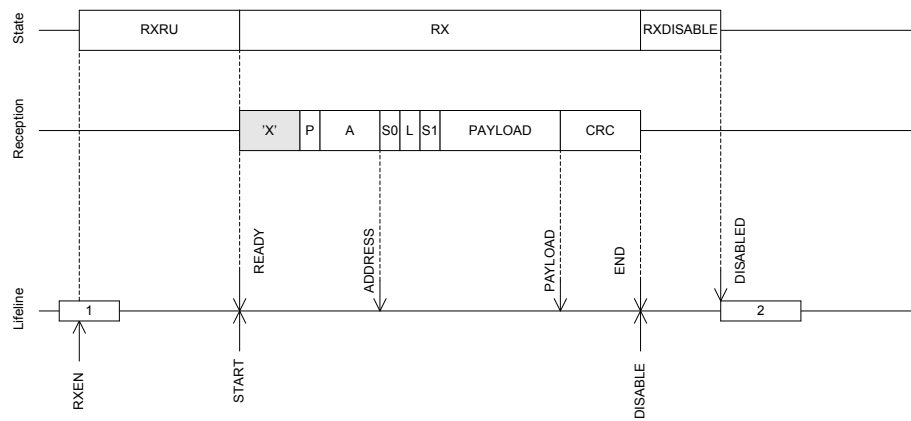 State
RXRU
RX
RXDISABLE
Reception
'X'
P
A
S0
L
S1
PAYLOAD
CRC
READY
ADDRESS
PAYLOAD
END
DISABLED
Lifeline
1
2
RXEN
START
DISABLE